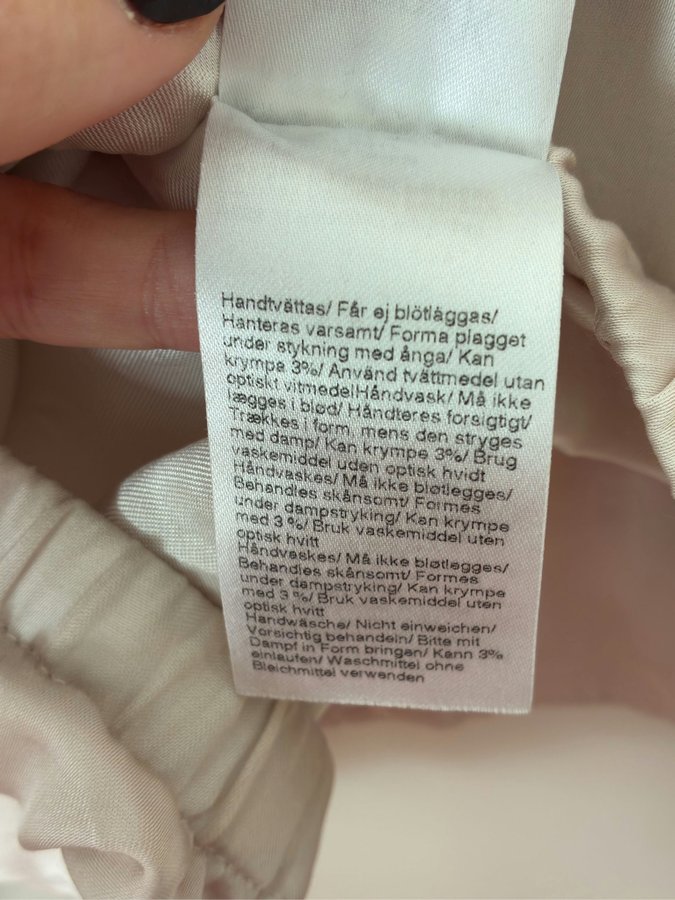 Handtvättas/ Får ej blötläggas/
Hanteras varsamt/ Forma plagget
under stykning med ånga/ Kan
krympa 3%/ Använd tvättmedel utan
optiskt vitmedelHåndvask/ Må ikke
lægges i blød/ Håndteres forsigtigt/
Trækkes i form, mens den stryges
med damp/ Kan krympe 3%/ Brug
vaskemiddel uden optisk hvidt
Håndvaskes/ Må ikke bløtlegges/
Behandles skånsomt/ Formes
under dampstryking/ Kan krympe
med 3 %/ Bruk vaskemiddel uten
optisk hvitt
Håndvaskes/ Må ikke bløtlegges/
Behandles skånsomt/ Formes
under dampstryking/ Kan krympe
med 3 %/ Bruk vaskemiddel uten
optisk hvitt
Handwäsche/ Nicht einweichen/
Vorsichtig behandeln/ Bitte mit
Dampf in Form bringen/ Kann 3%
einlaufen/ Waschmittel ohne
Bleichmittel verwenden